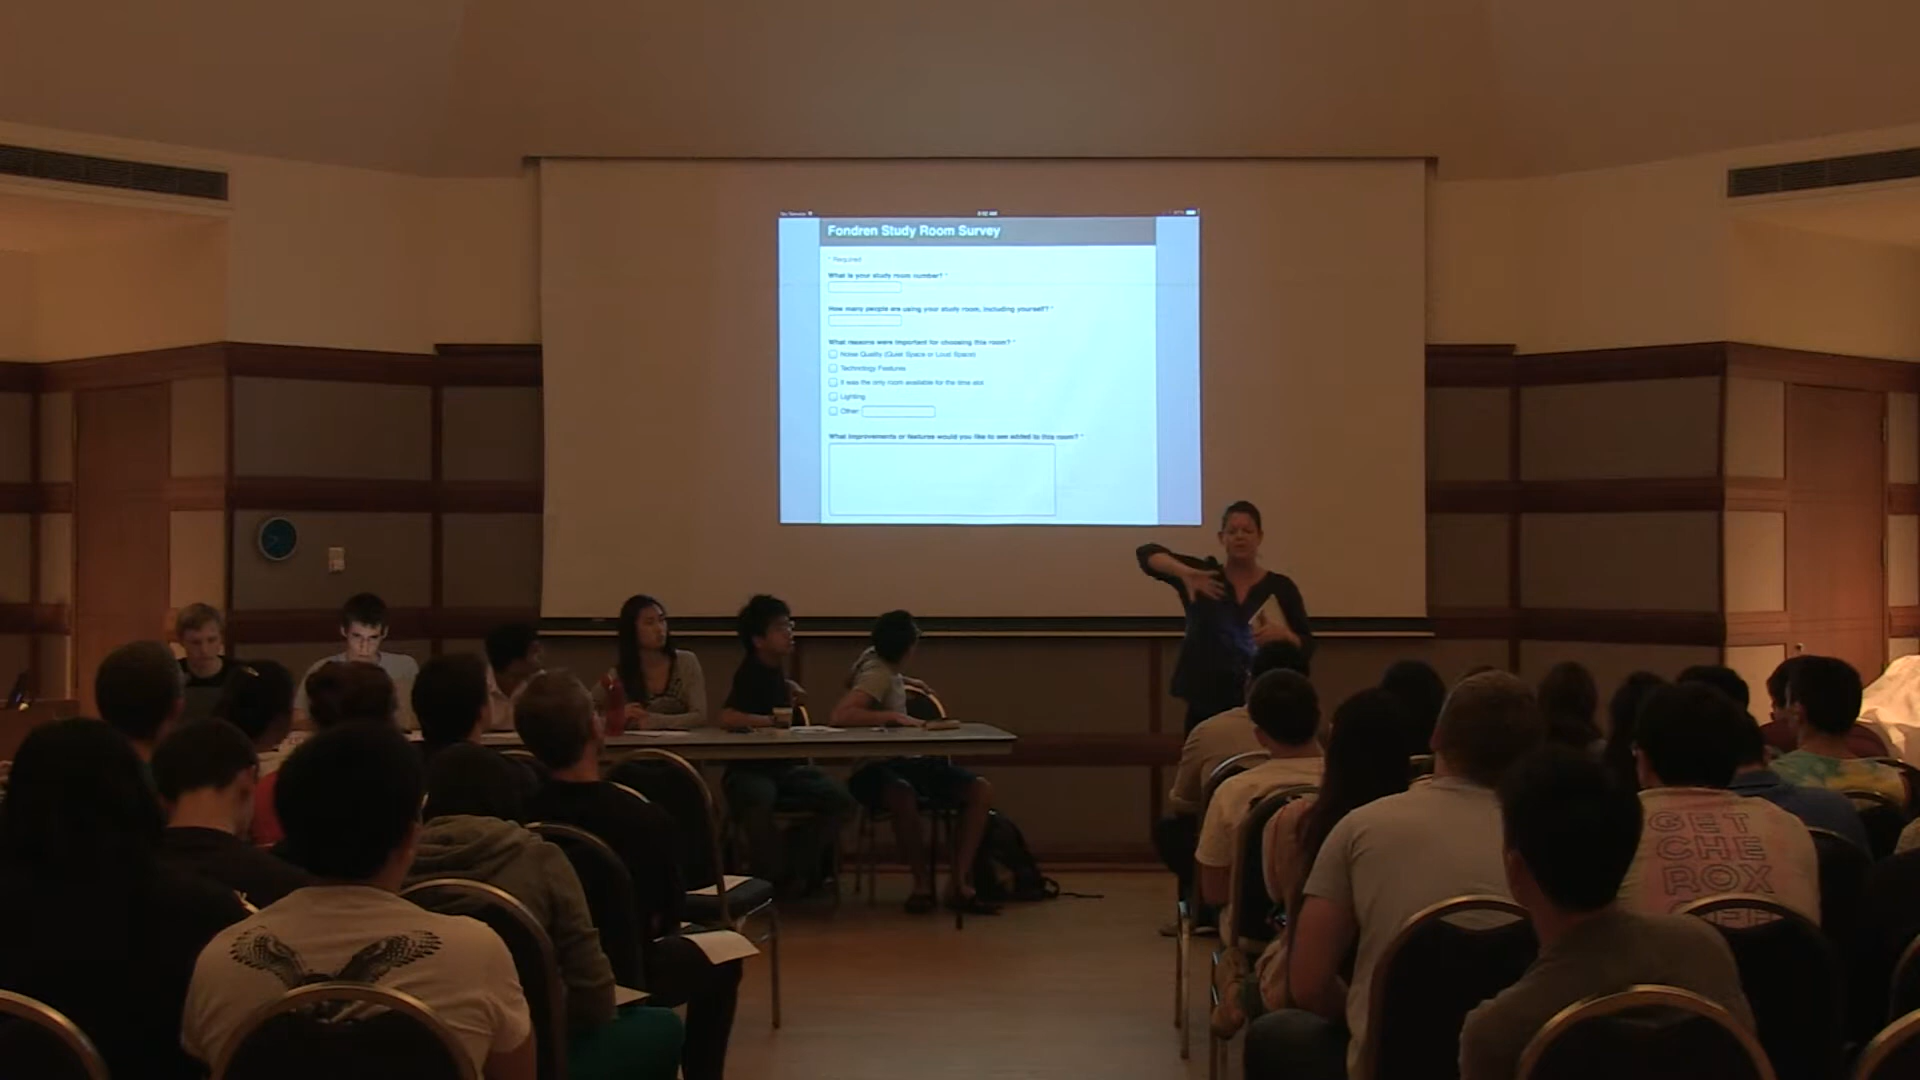 9:52 AM
Fondren Study Room Survey
* Required
What is your study room number? *
How many people are using your study room, including yourself? *
What reasons were important for choosing this room? *
Noise Quality (Quiet Space or Loud Space)
Technology Features
It was the only room available for the time slot
Lighting
Other:
What improvements or features would you like to see added to this room? *
GET
CHE
ROX